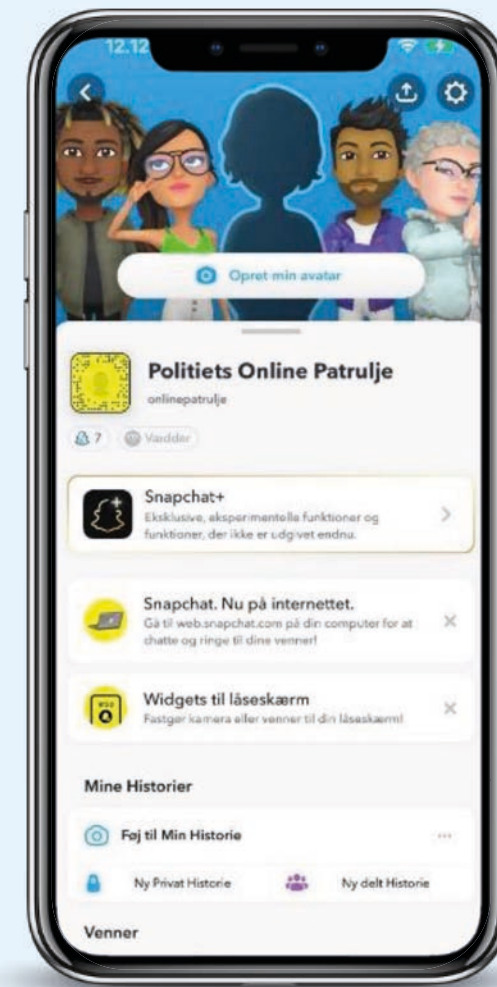 12.12
Opret min avatar
Politiets Online Patrulje
onlinepatrulje
7 Vædder
Snapchat+
Eksklusive, eksperimentelle funktioner og
funktioner, der ikke er udgivet endnu.
Snapchat. Nu på internettet.
Gå til web.snapchat.com på din computer for at
chatte og ringe til dine venner!
Widgets til låseskærm
Fastgør kamera eller venner til din låseskærm!
Mine Historier
Føj til Min Historie
Ny Privat Historie Ny delt Historie
Venner